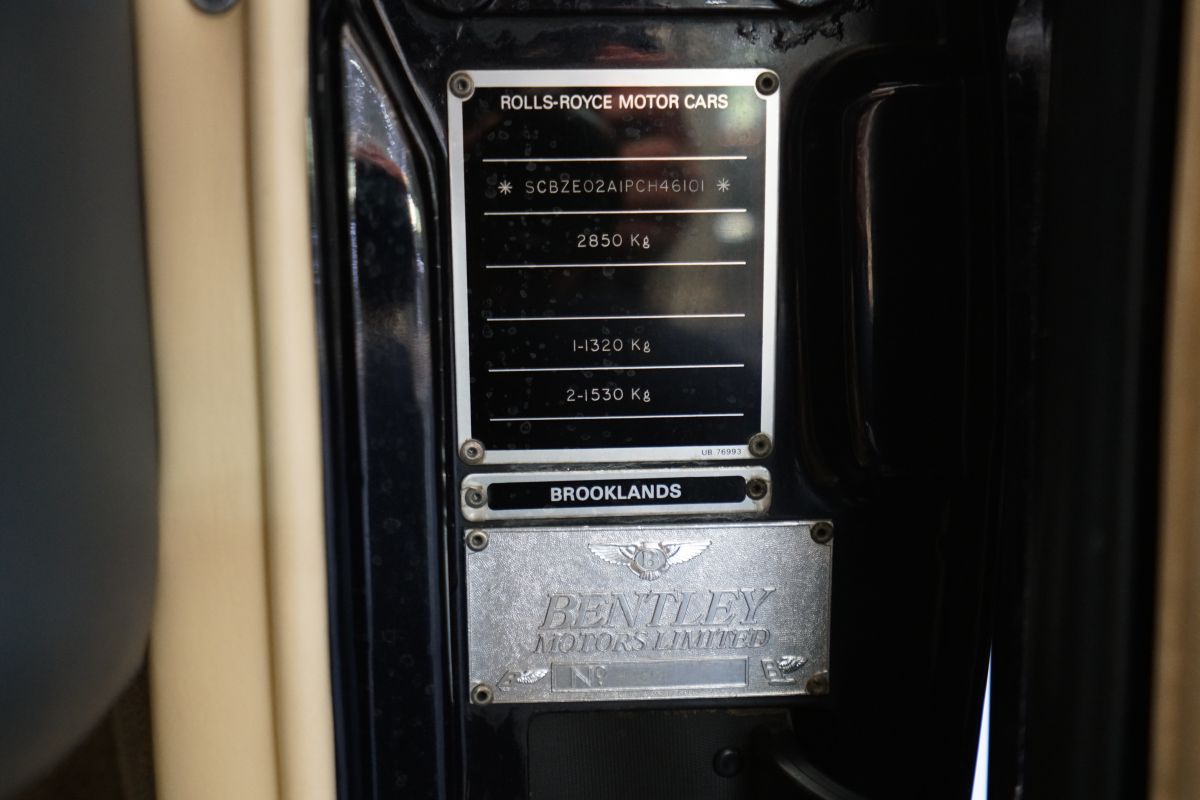 ROLLS-ROYCE MOTOR CARS
* SCBZE02A1PCH46101 *
2850 Kg
1-1320 Kg
2-1530 Kg
UB 76993
BROOKLANDS
B
BENTLEY
MOTORS LIMITED
Nº